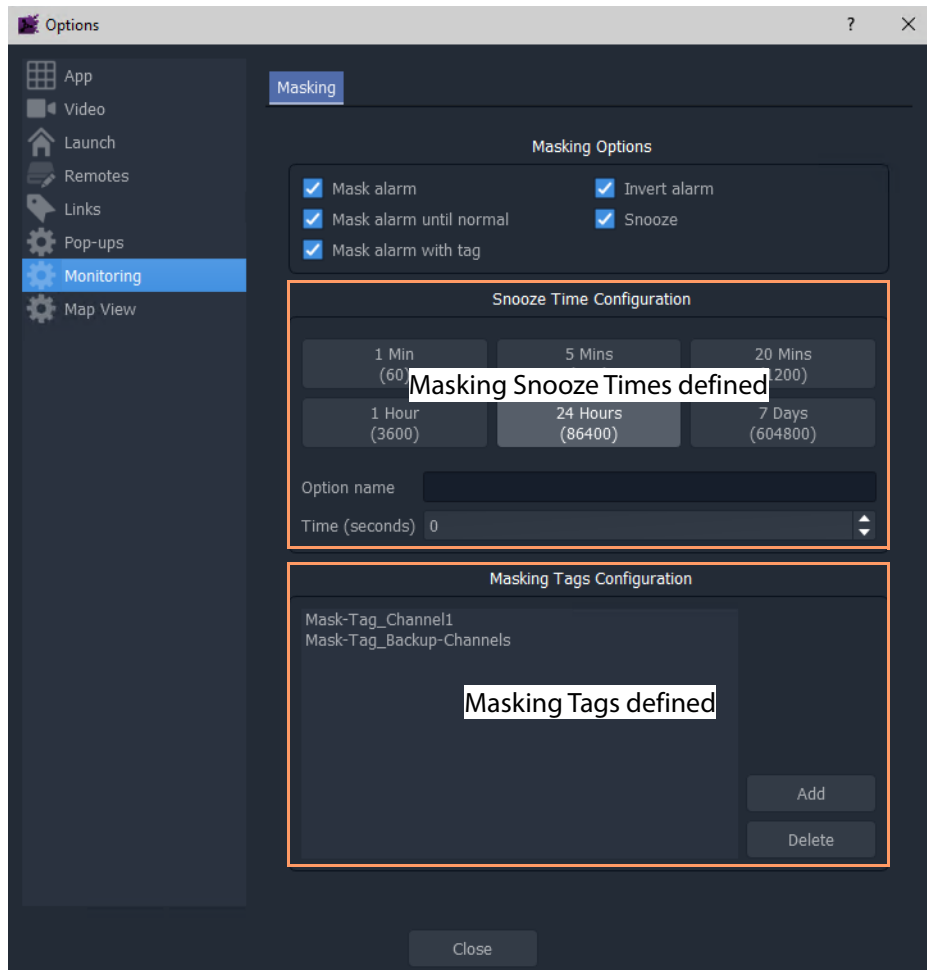 Options
?
App
Video
Launch
Remotes
Links
Pop-ups
Monitoring
Map View
Masking
Masking Options
Mask alarm
Invert alarm
Mask alarm until normal
Snooze
Mask alarm with tag
Snooze Time Configuration
1 Min
(60)
5 Mins
20 Mins
Masking Snooze Times defined
1 Hour
(3600)
24 Hours
(86400)
7 Days
(604800)
Option name
Time (seconds) 0
Masking Tags Configuration
Mask-Tag_Channel1
Mask-Tag_Backup-Channels
Masking Tags defined
Add
Delete
Close